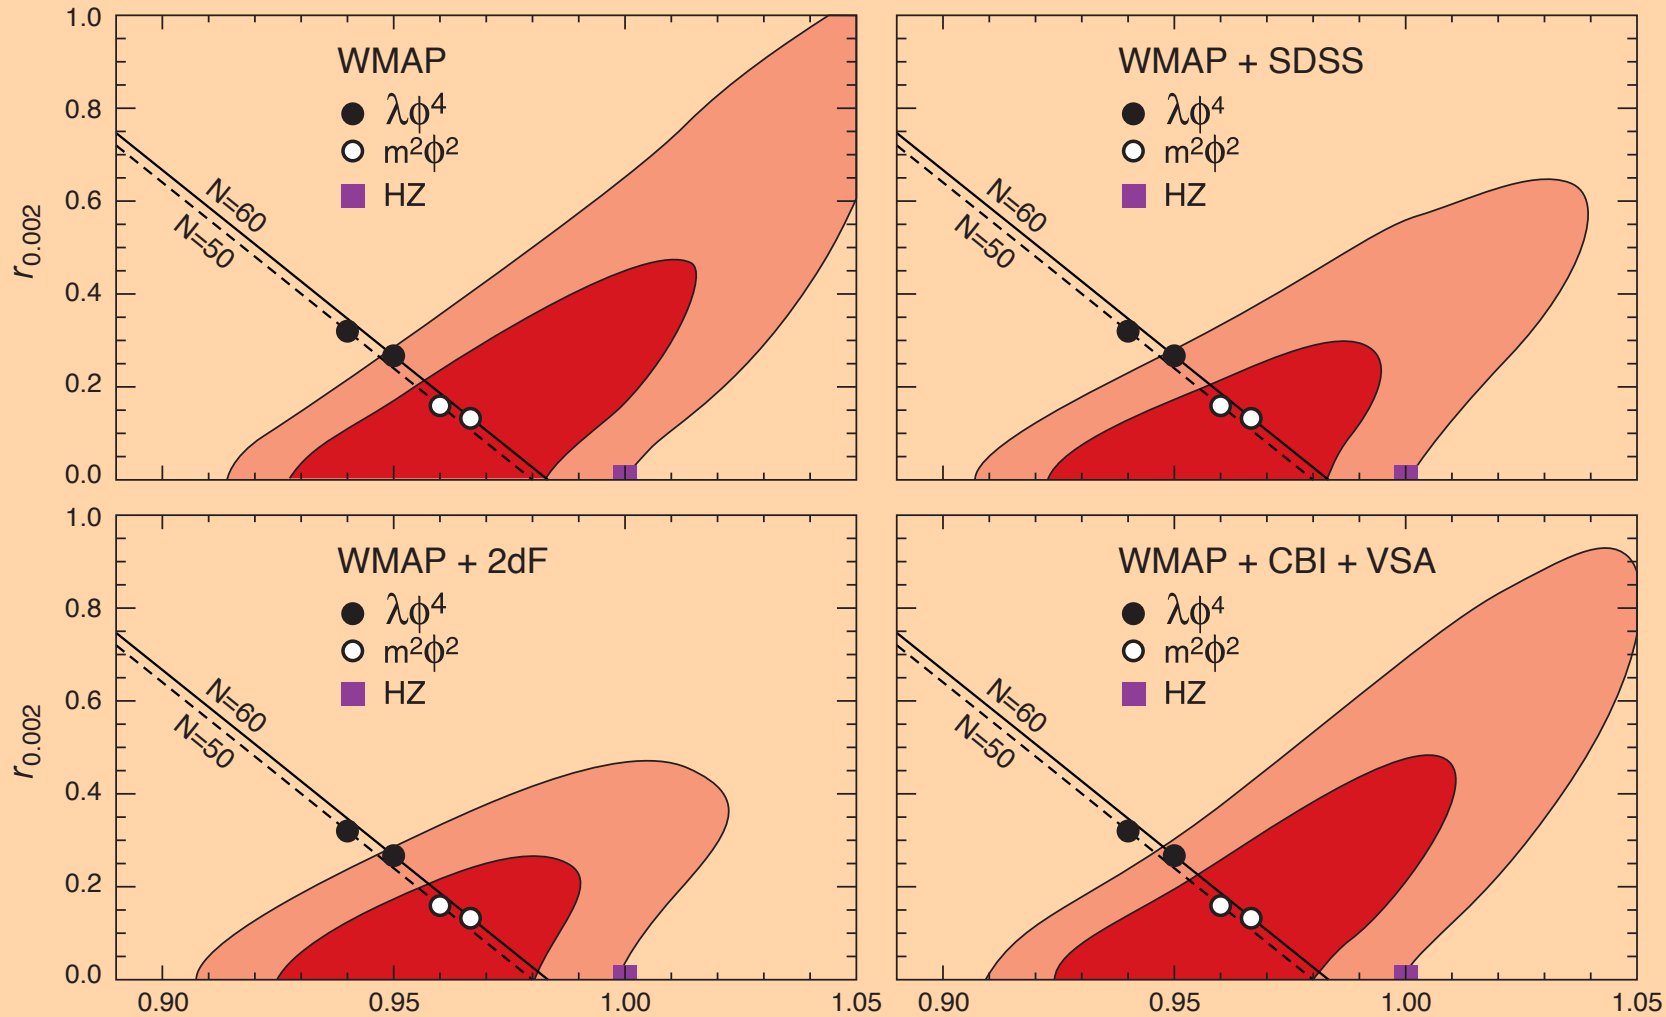 1.0
0.8
0.6
0.4
0.2
0.0
r0.002
WMAP
λϕ4
m2ϕ2
HZ
N=60
N=50
WMAP + SDSS
λϕ4
m2ϕ2
HZ
N=60
N=50
1.0
0.8
0.6
0.4
0.2
0.0
r0.002
WMAP + 2dF
λϕ4
m2ϕ2
HZ
N=60
N=50
0.90 0.95 1.00 1.05
WMAP + CBI + VSA
λϕ4
m2ϕ2
HZ
N=60
N=50
0.90 0.95 1.00 1.05